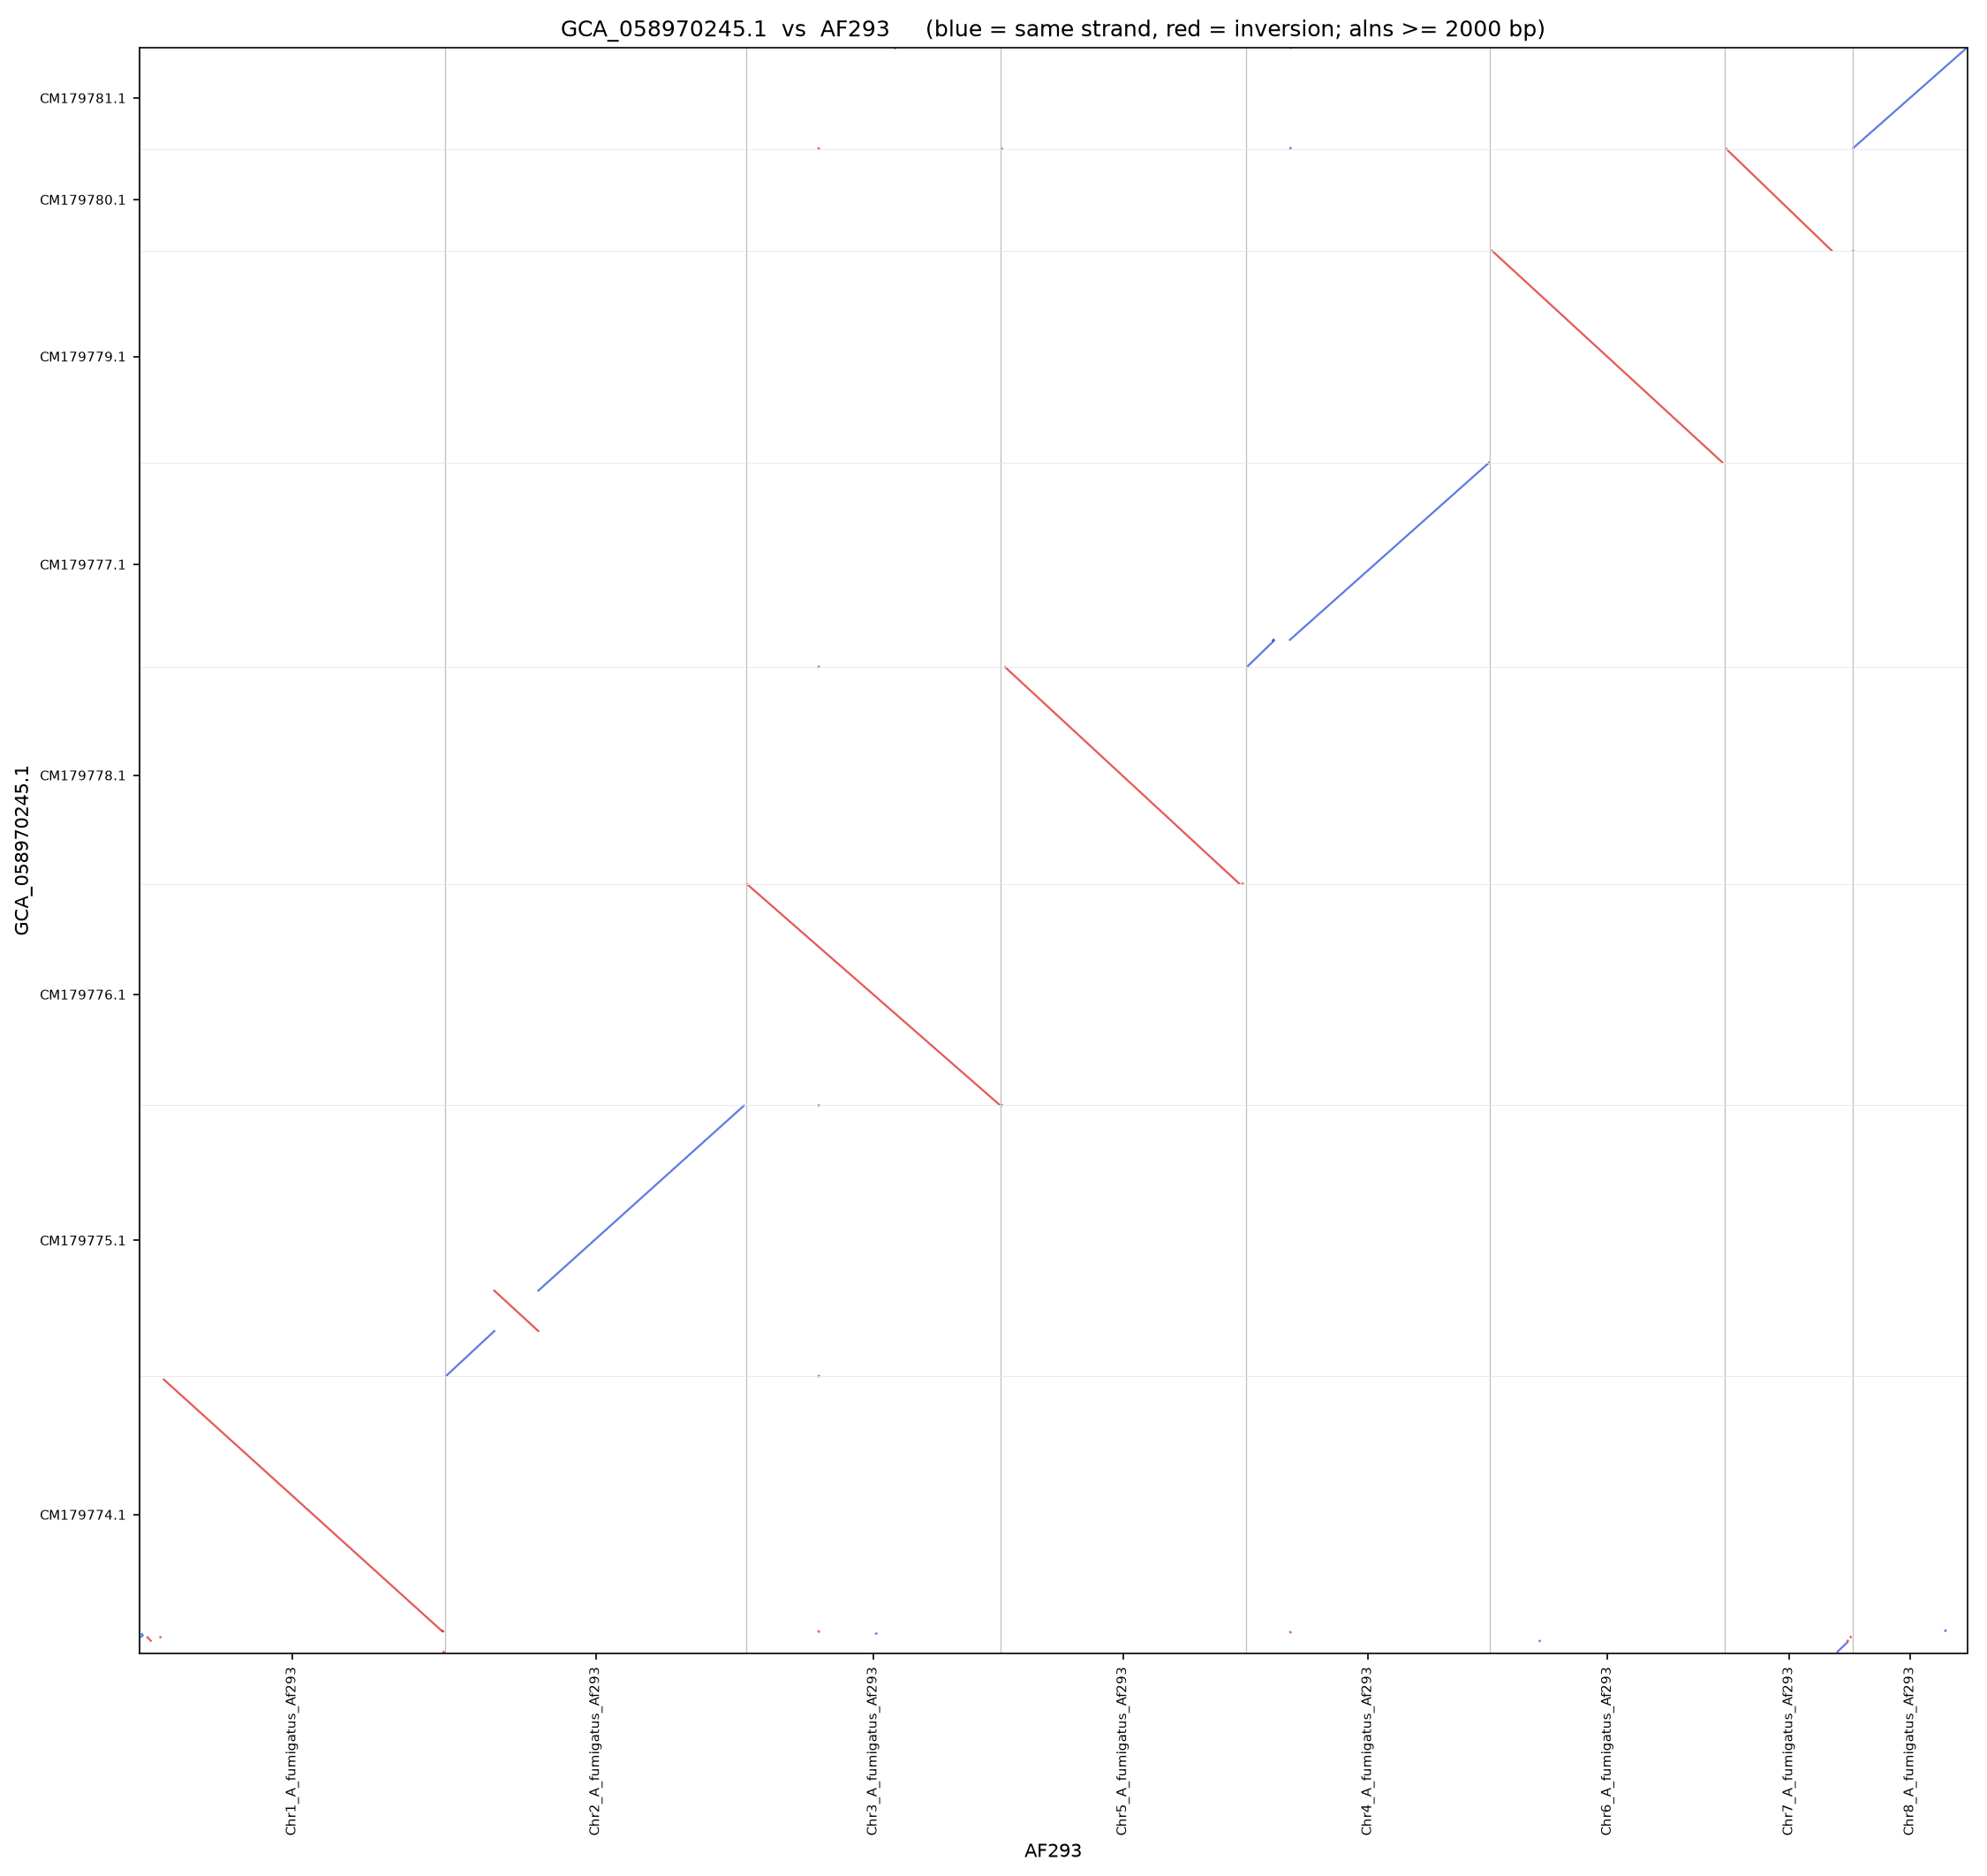 GCA_058970245.1 vs AF293 (blue = same strand, red = inversion; alns >= 2000 bp)
CM179781.1
CM179780.1
CM179779.1
CM179777.1
CM179778.1
CM179776.1
CM179775.1
CM179774.1
GCA_058970245.1
Chr1_A_fumigatus_Af293
Chr2_A_fumigatus_Af293
Chr3_A_fumigatus_Af293
Chr5_A_fumigatus_Af293
Chr4_A_fumigatus_Af293
Chr6_A_fumigatus_Af293
Chr7_A_fumigatus_Af293
Chr8_A_fumigatus_Af293
AF293